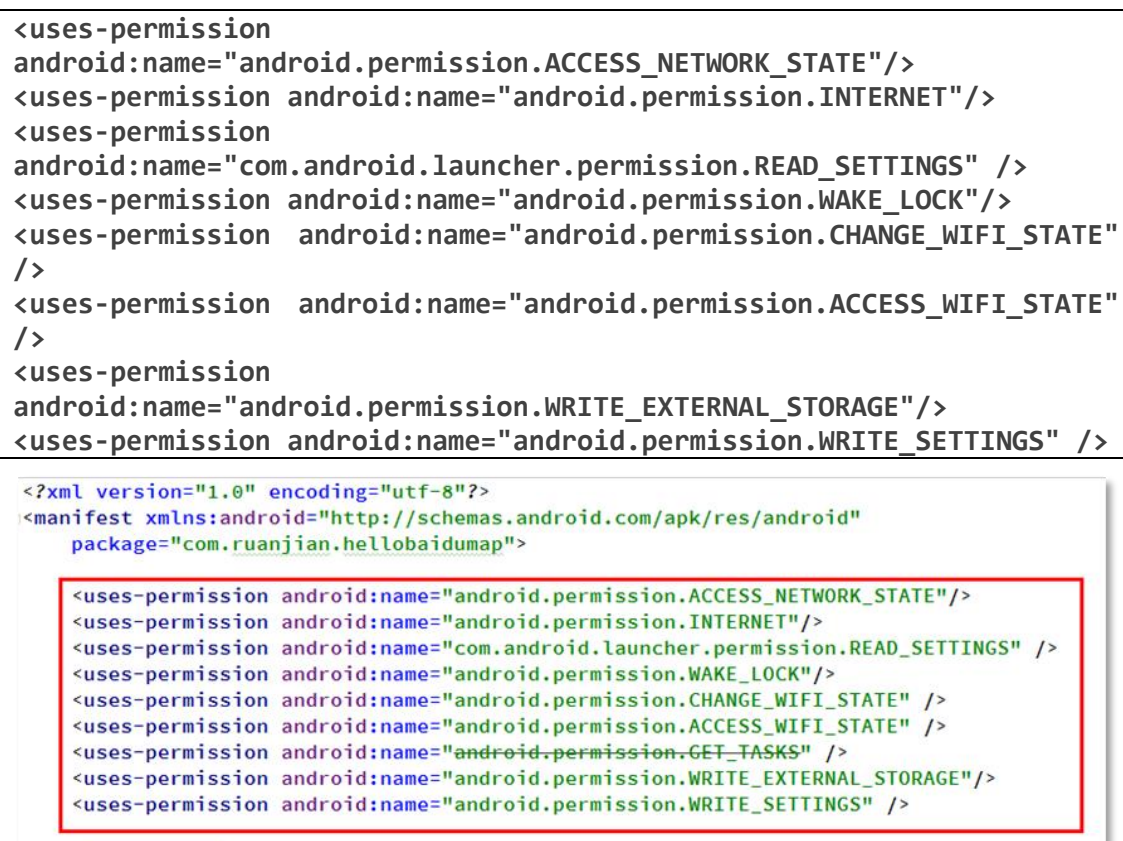 <uses-permission
android:name="android.permission.ACCESS_NETWORK_STATE"/>
<uses-permission android:name="android.permission.INTERNET"/>
<uses-permission
android:name="com.android.launcher.permission.READ_SETTINGS" />
<uses-permission android:name="android.permission.WAKE_LOCK"/>
<uses-permission android:name="android.permission.CHANGE_WIFI_STATE"
/>
<uses-permission android:name="android.permission.ACCESS_WIFI_STATE"
/>
<uses-permission
android:name="android.permission.WRITE_EXTERNAL_STORAGE"/>
<uses-permission android:name="android.permission.WRITE_SETTINGS" />
<?xml version="1.0" encoding="utf-8"?>
<manifest xmlns:android="http://schemas.android.com/apk/res/android"
package="com.ruanjian.hellobaidumap">
<uses-permission android:name="android.permission.ACCESS_NETWORK_STATE"/>
<uses-permission android:name="android.permission.INTERNET"/>
<uses-permission android:name="com.android.launcher.permission.READ_SETTINGS" />
<uses-permission android:name="android.permission.WAKE_LOCK"/>
<uses-permission android:name="android.permission.CHANGE_WIFI_STATE" />
<uses-permission android:name="android.permission.ACCESS_WIFI_STATE" />
<uses-permission android:name="android.permission.GET_TASKS" />
<uses-permission android:name="android.permission.WRITE_EXTERNAL_STORAGE"/>
<uses-permission android:name="android.permission.WRITE_SETTINGS" />